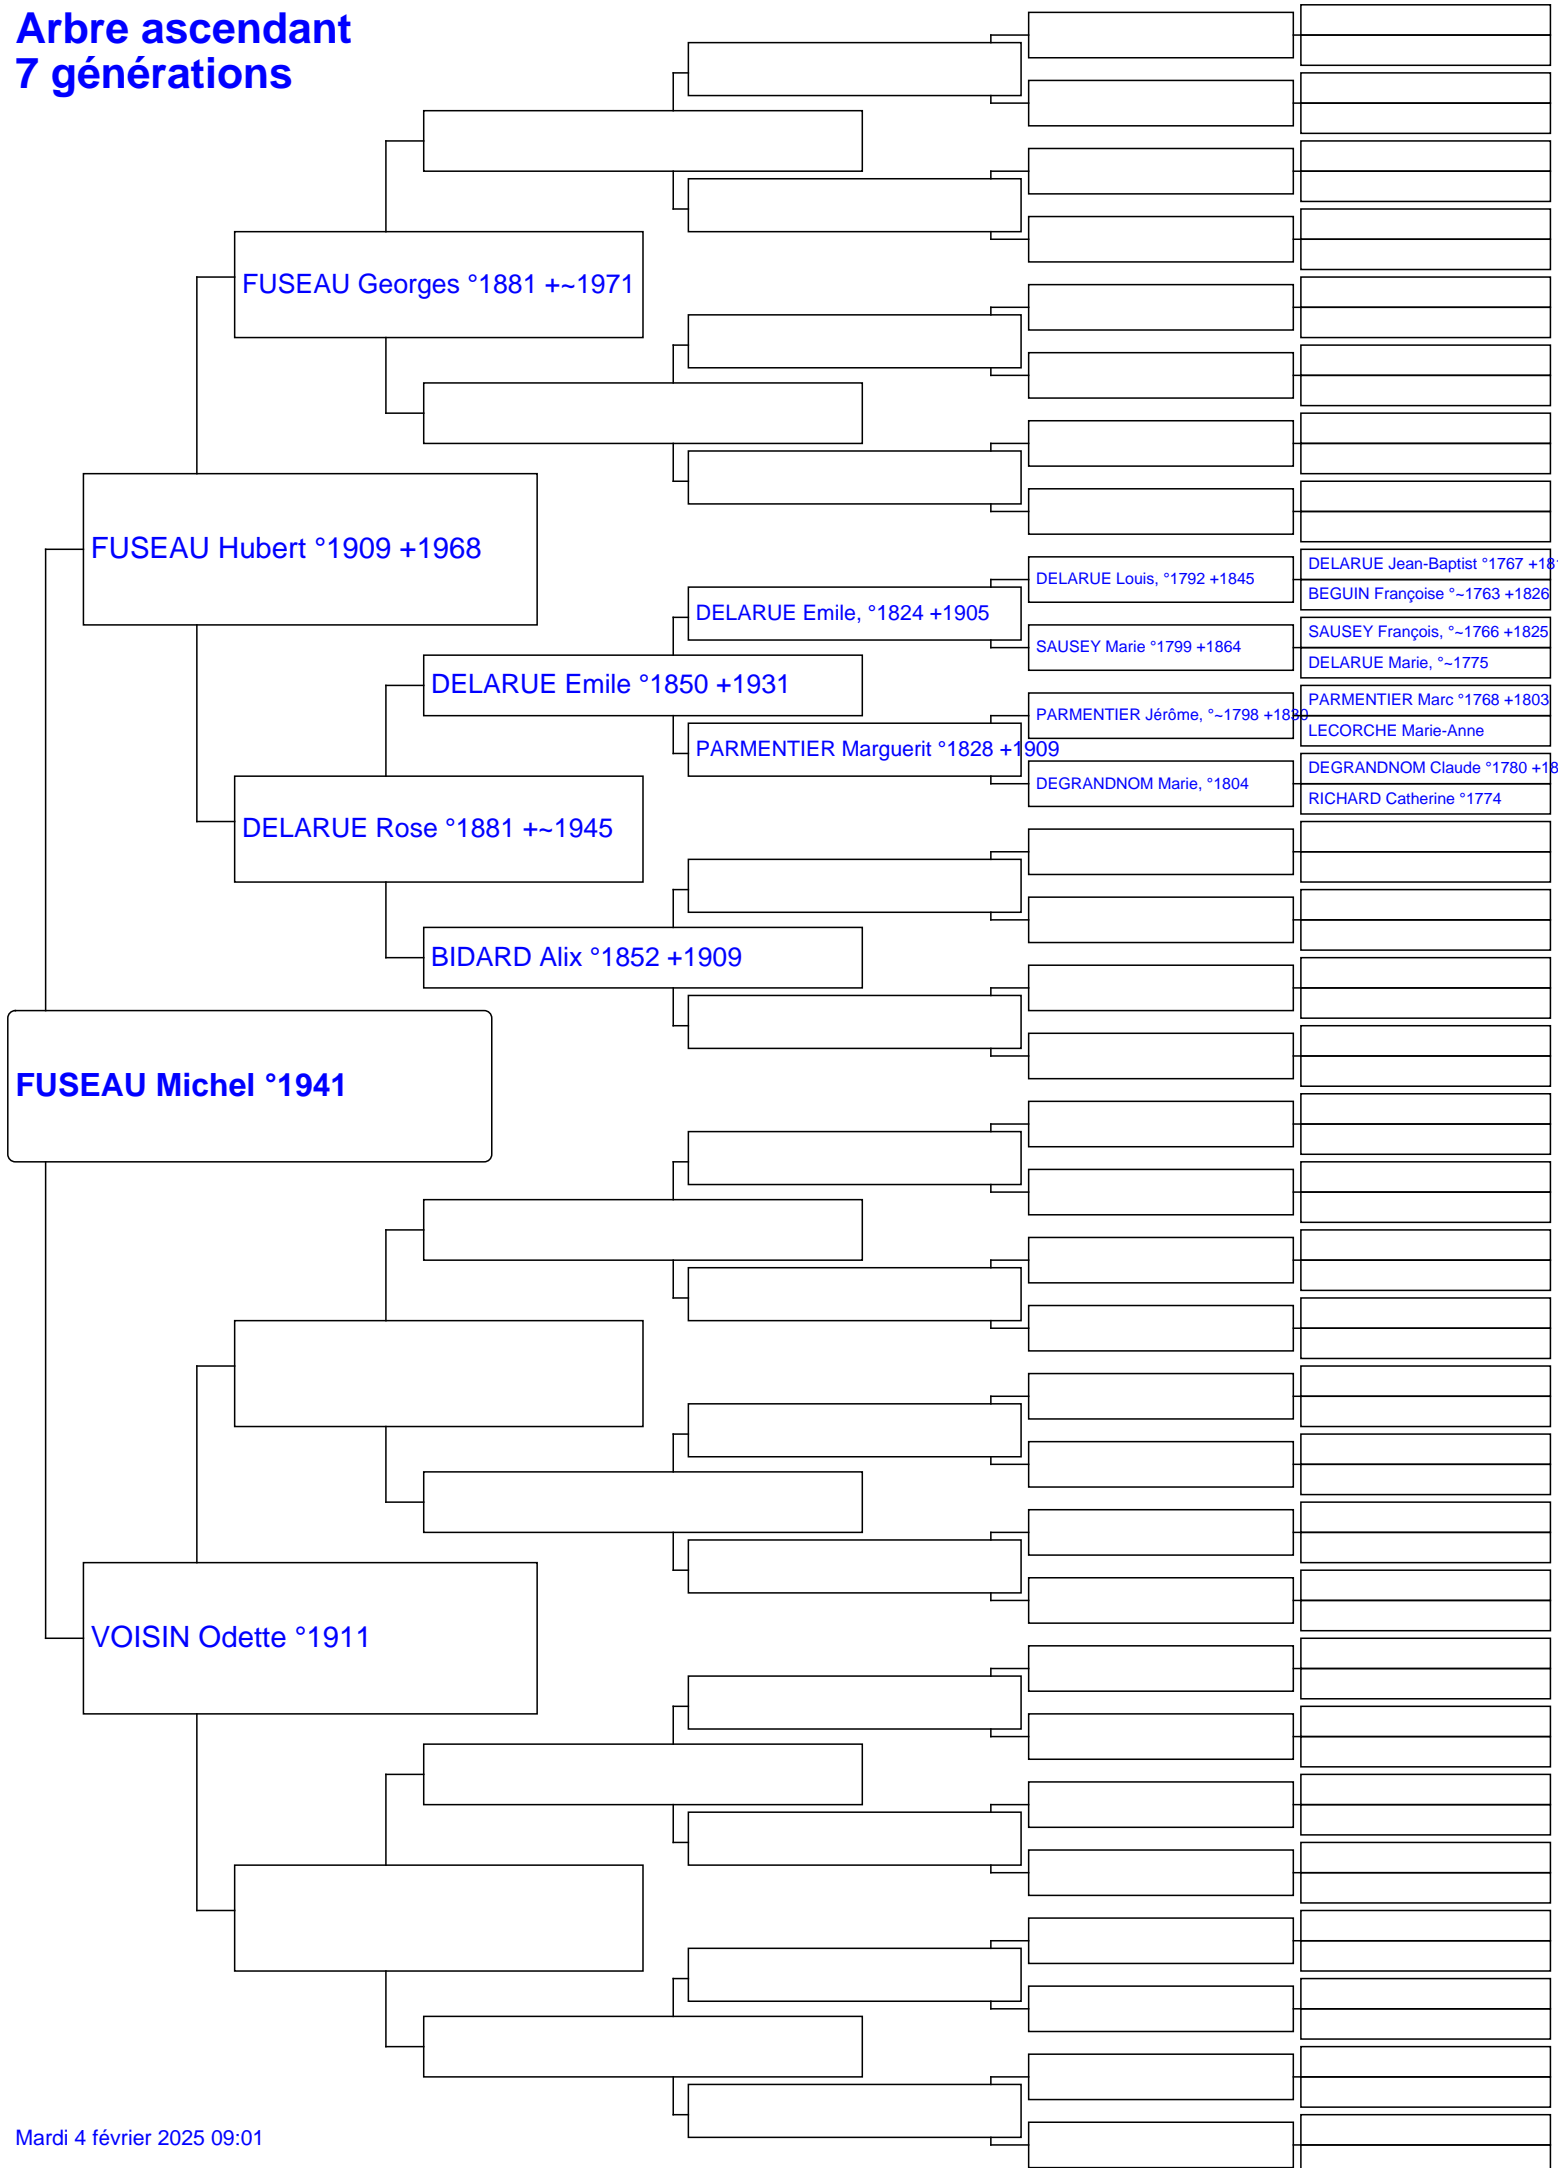 Arbre ascendant
7 générations
FUSEAU Georges °1881 +~1971
FUSEAU Hubert °1909 +1968
DELARUE Jean-Baptist °1767 +18
BEGUIN Françoise °~1763 +1826
DELARUE Louis, °1792 +1845
DELARUE Emile, °1824 +1905
SAUSEY François, °~1766 +1825
DELARUE Marie, °~1775
SAUSEY Marie °1799 +1864
DELARUE Emile °1850 +1931
PARMENTIER Marc °1768 +1803
LECORCHE Marie-Anne
PARMENTIER Jérôme, °~1798 +1830
PARMENTIER Marguerit °1828 +1909
DEGRANDNOM Claude °1780 +18
RICHARD Catherine °1774
DEGRANDNOM Marie, °1804
DELARUE Rose °1881 +~1945
BIDARD Alix °1852 +1909
FUSEAU Michel °1941
VOISIN Odette °1911
Mardi 4 février 2025 09:01